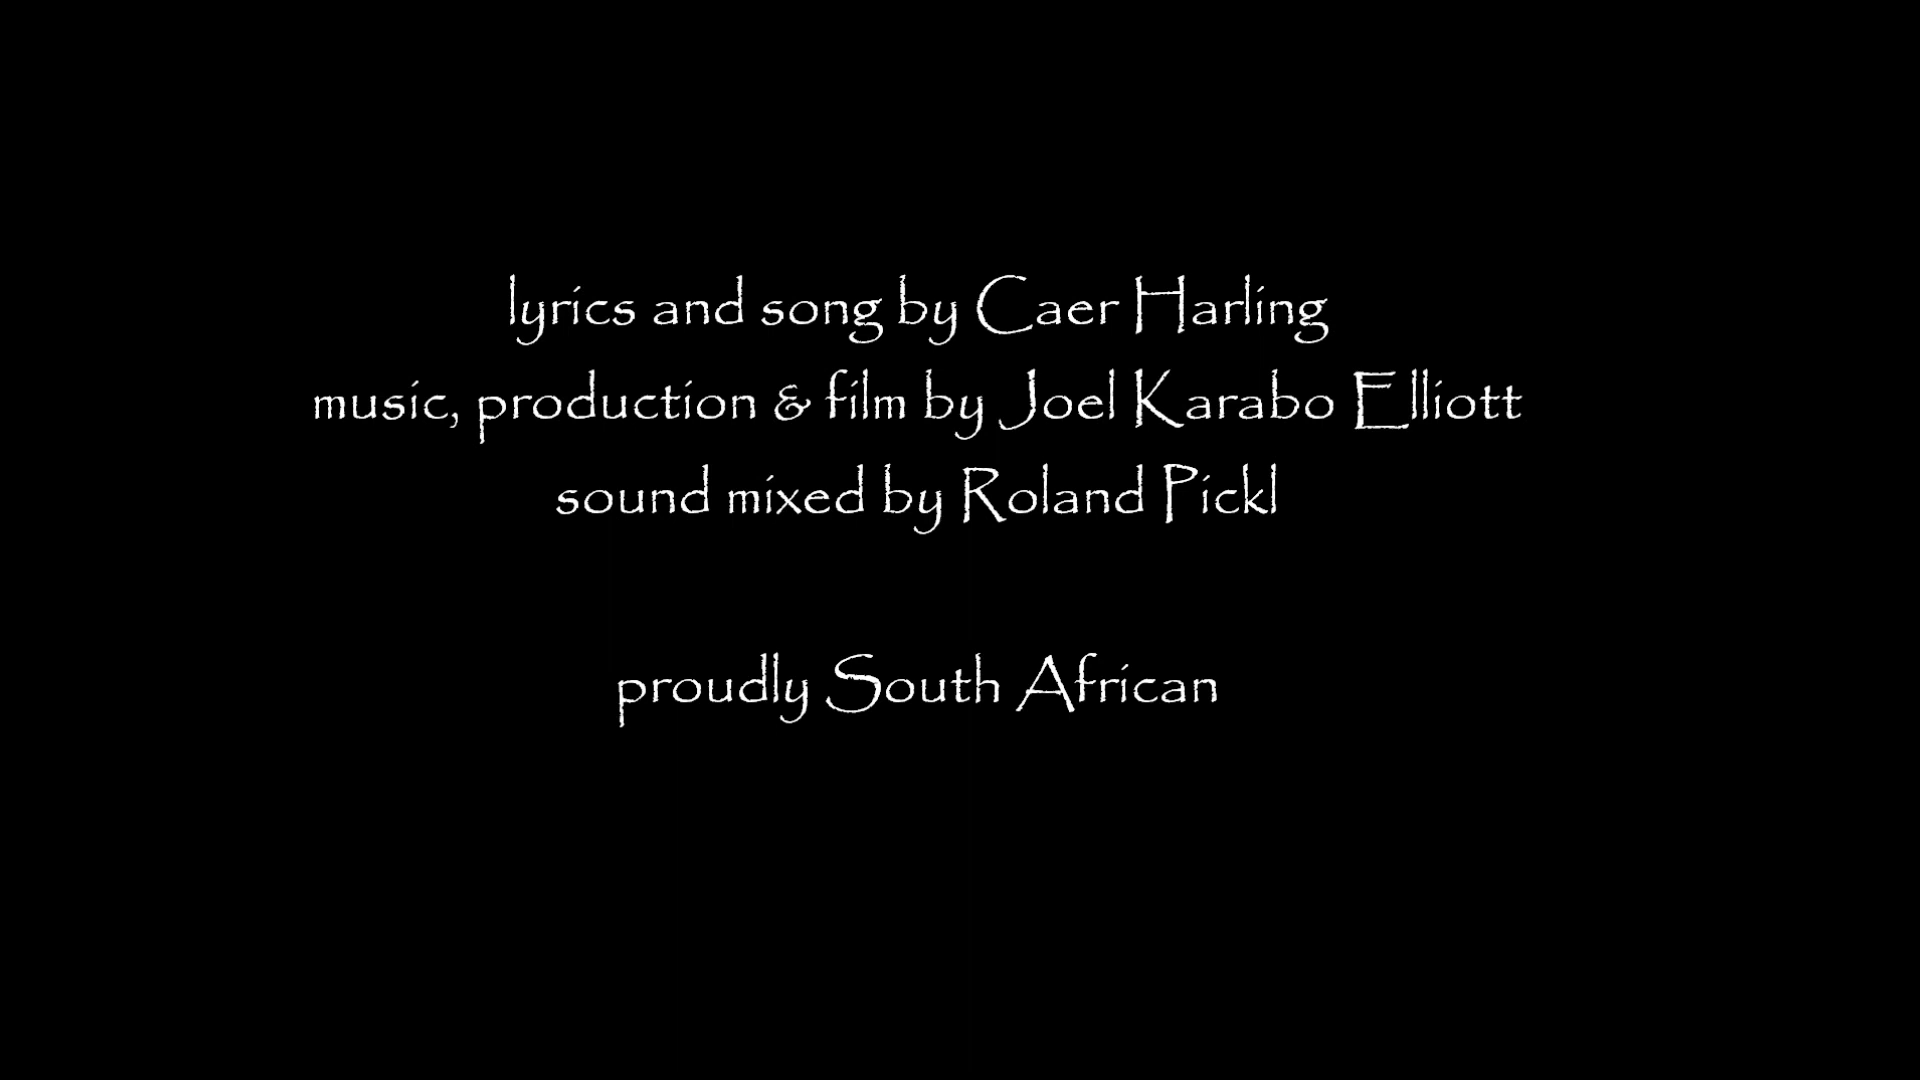 lyrics and song by Caer Harling
music, production & film by Joel Karabo Elliott
sound mixed by Roland Pickl
proudly South African